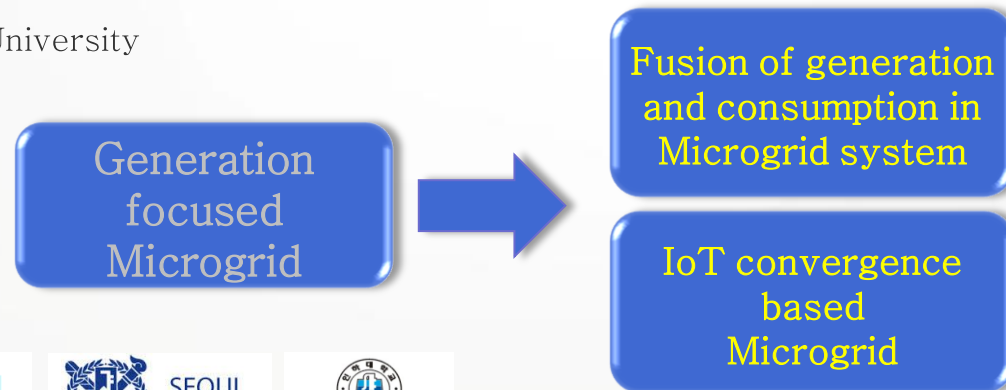 University
Generation
focused
Microgrid
Fusion of generation
and consumption in
Microgrid system
IoT convergence
based
Microgrid
SEOUL